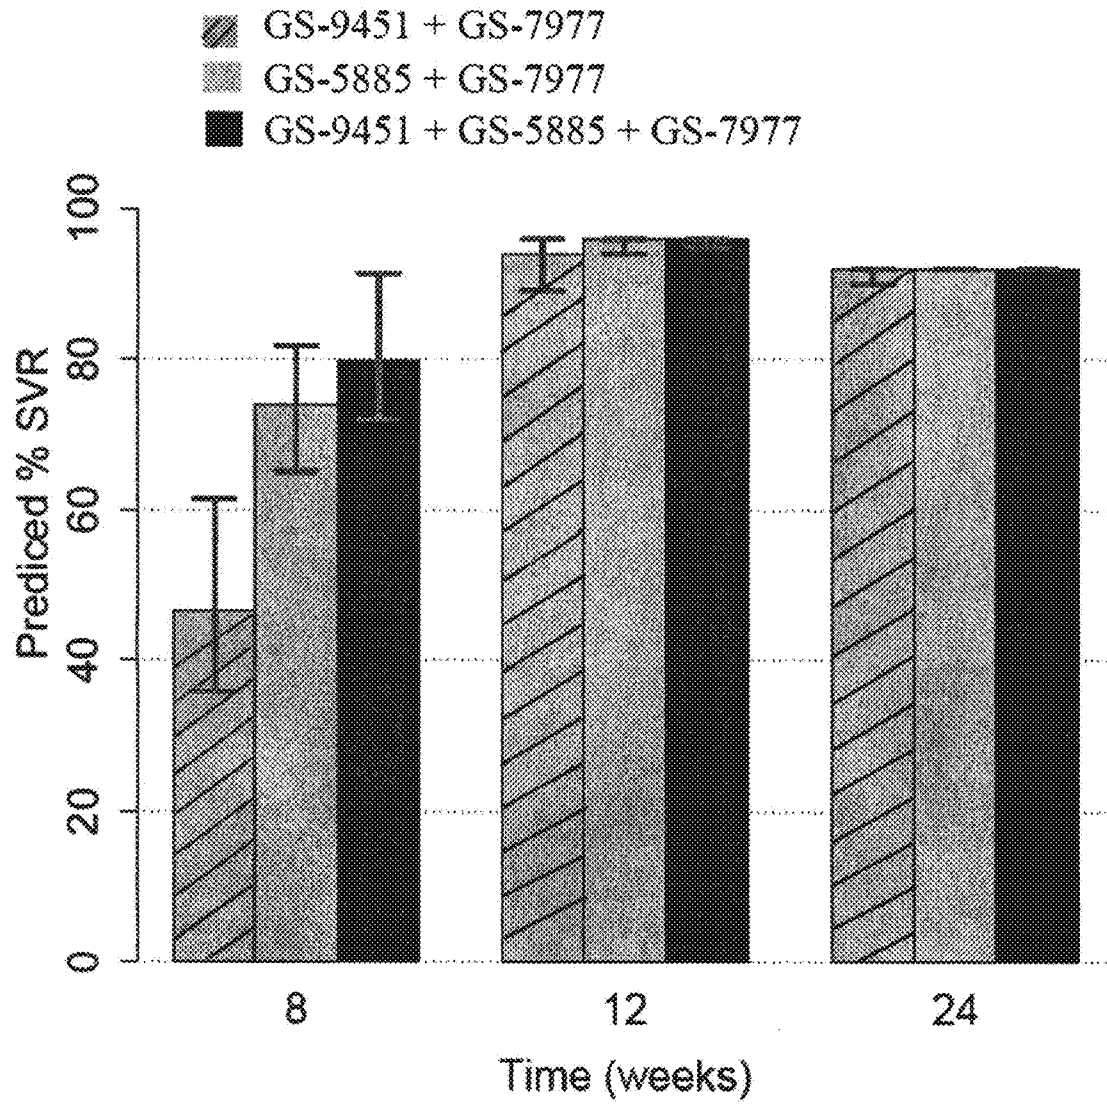 GS-9451 + GS-7977
GS-5885 + GS-7977
GS-9451 + GS-5885 + GS-7977
100
80
60
40
20
0
Prediced % SVR
8
12
24
Time (weeks)